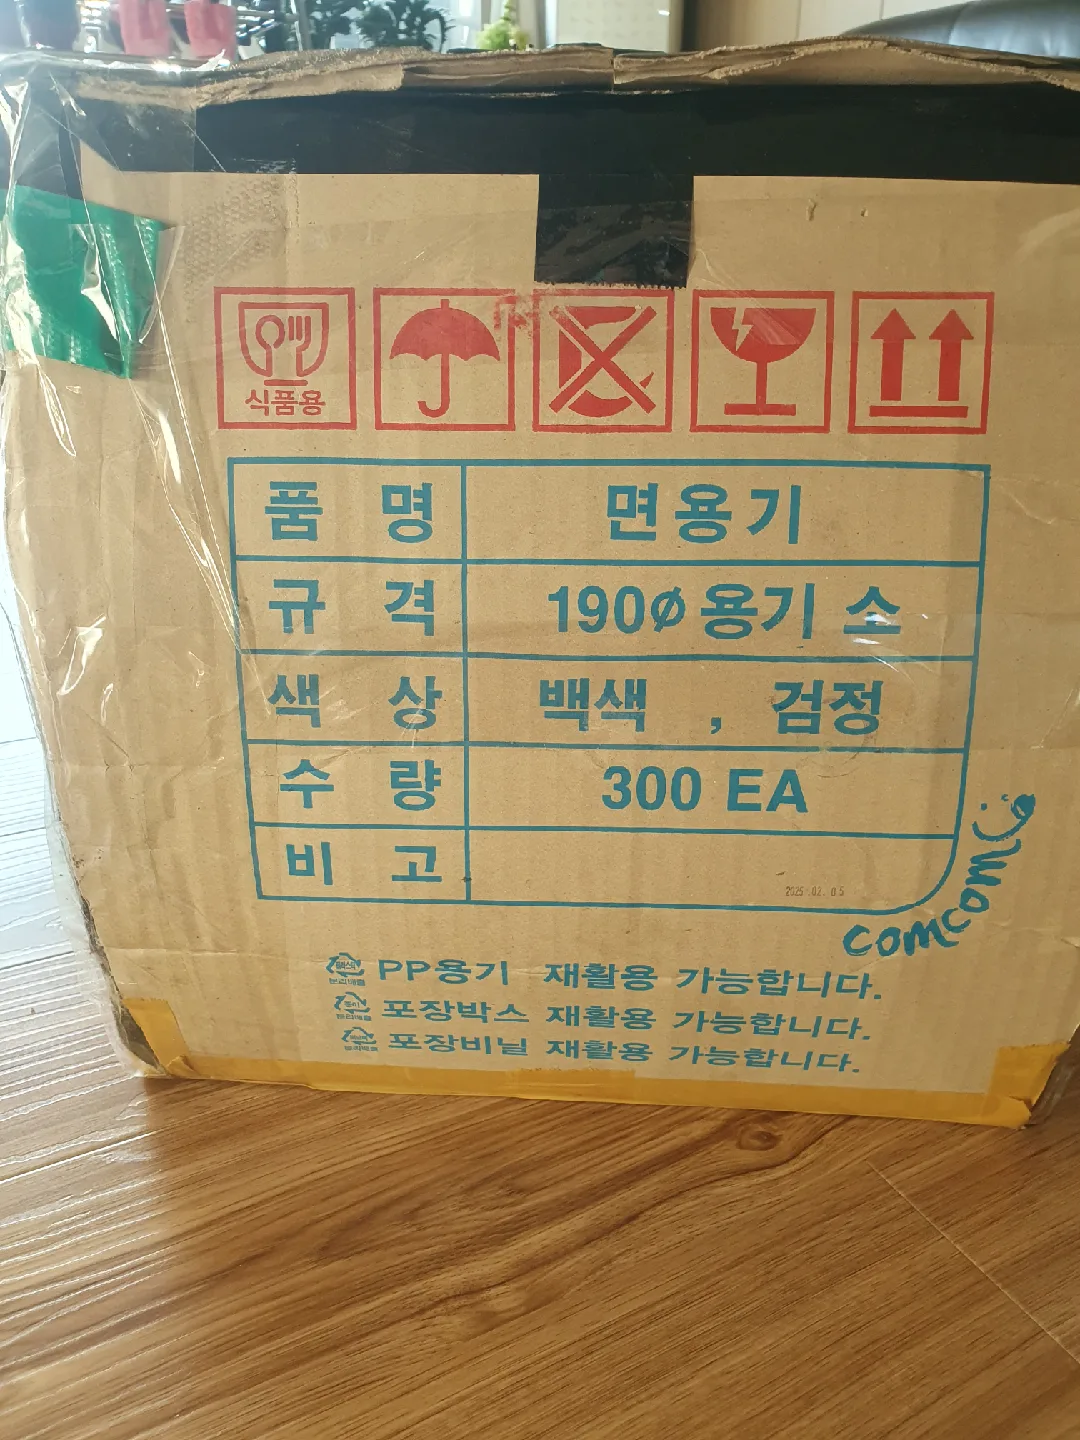 식품용
품 명 면용기
규 격 190ø 용기 소
색 상 백색 , 검정
수 량 300 EA
비 고
2025.02.05
comcom
PP용기 재활용 가능합니다.
포장박스 재활용 가능합니다.
포장비닐 재활용 가능합니다.